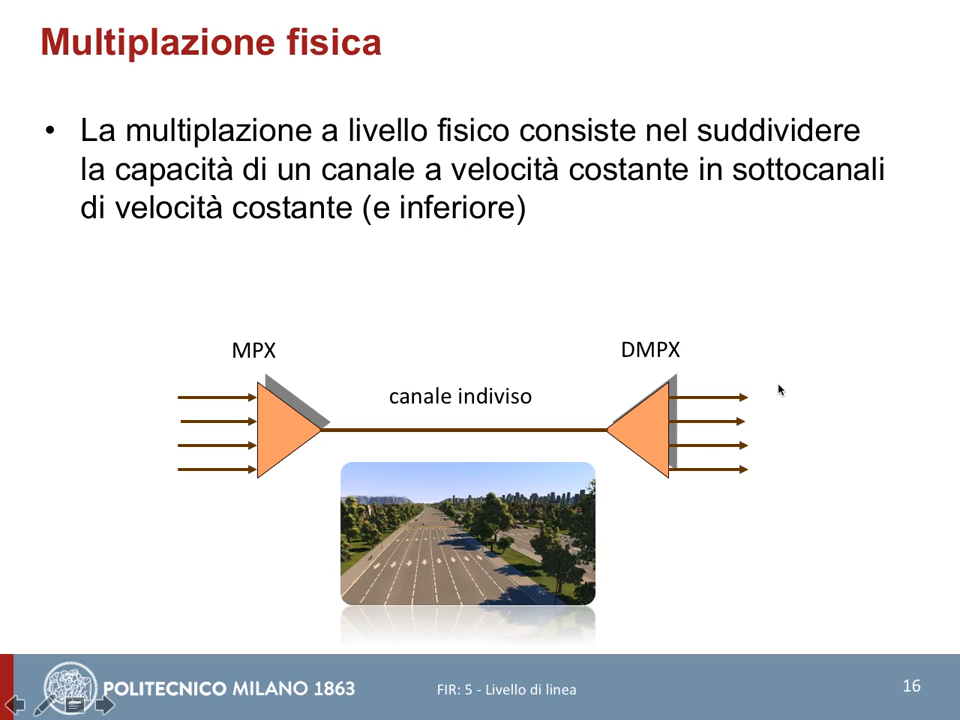 Multiplazione fisica
• La multiplazione a livello fisico consiste nel suddividere
la capacità di un canale a velocità costante in sottocanali
di velocità costante (e inferiore)
MPX
DMPX
canale indiviso
POLITECNICO MILANO 1863
FIR: 5 - Livello di linea
16